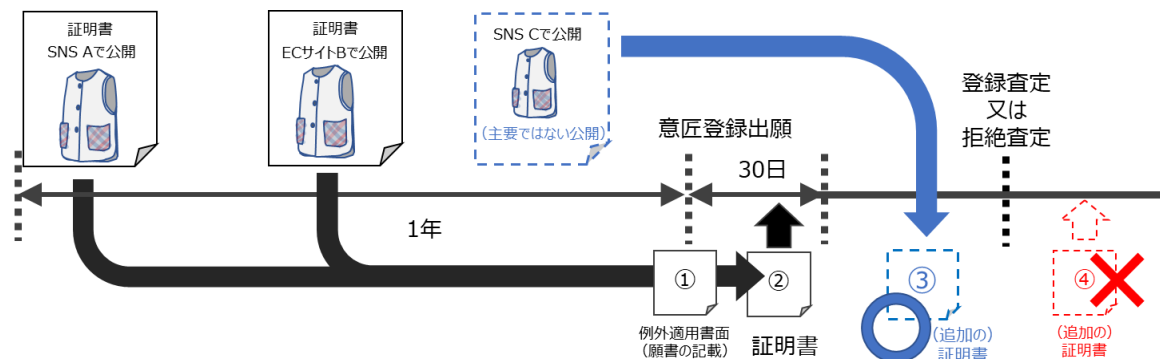 証明書
SNS Aで公開
証明書
ECサイトBで公開
SNS Cで公開
(主要ではない公開)
意匠登録出願
登録査定
又は
拒絶査定
30日
1年
①
例外適用書面
(願書の記載)
②
証明書
③
(追加の)
証明書
④
(追加の)
証明書